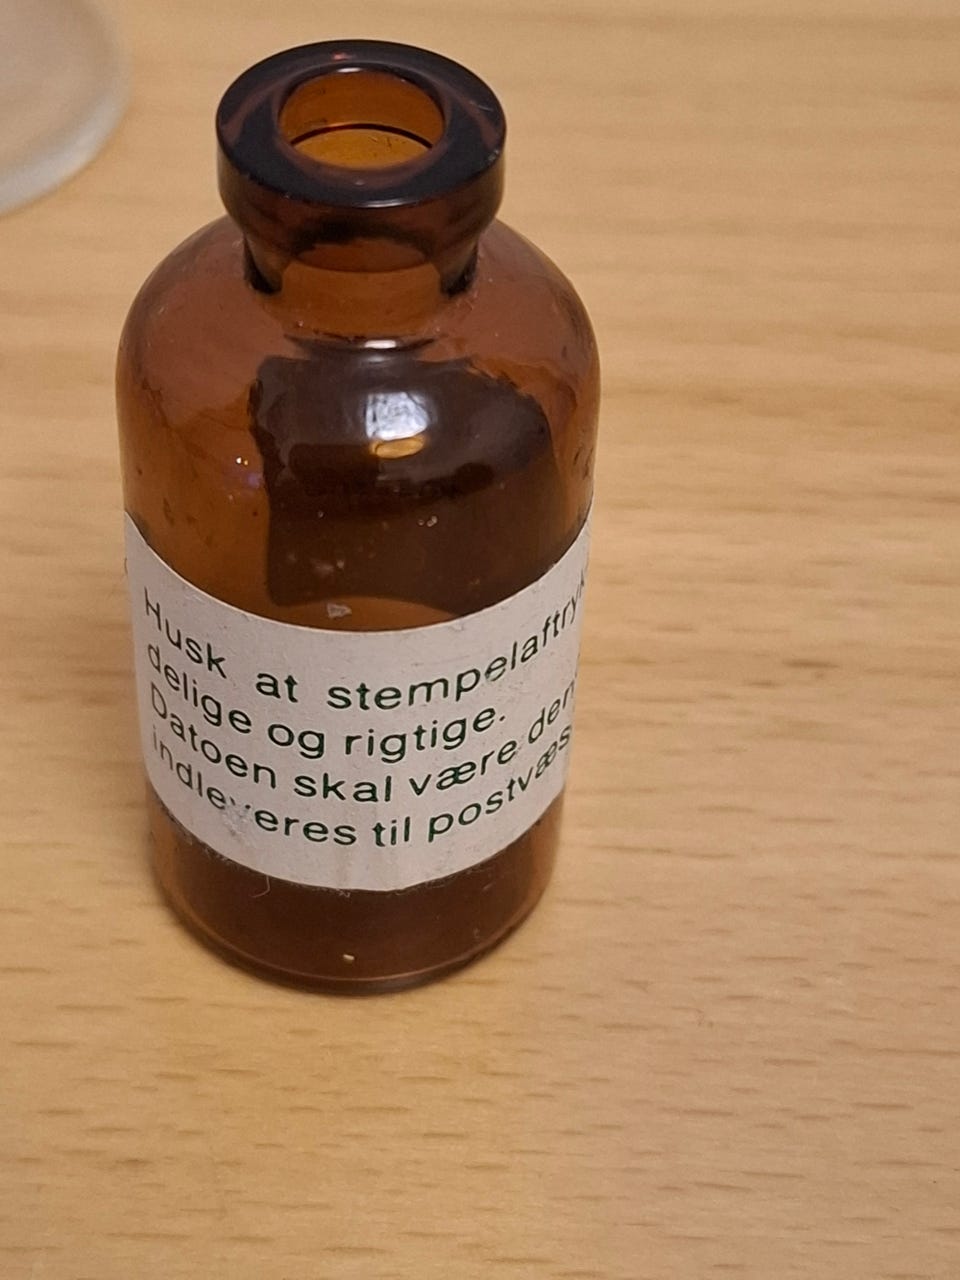 Husk at stempelaftryk
delige og rigtige.
Datoen skal være den
indleveres til postvæs